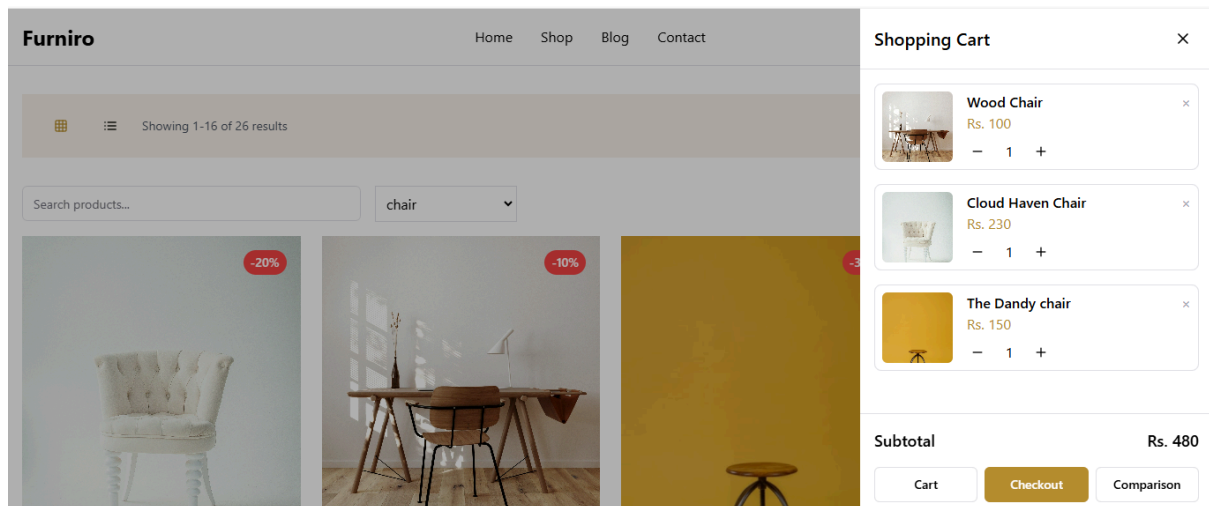 Furniro
Home Shop Blog Contact
Showing 1-16 of 26 results
Search products...
chair
-20%
-10%
Shopping Cart
Wood Chair
Rs. 100
− 1 +
Cloud Haven Chair
Rs. 230
− 1 +
The Dandy chair
Rs. 150
− 1 +
Subtotal Rs. 480
Cart Checkout Comparison